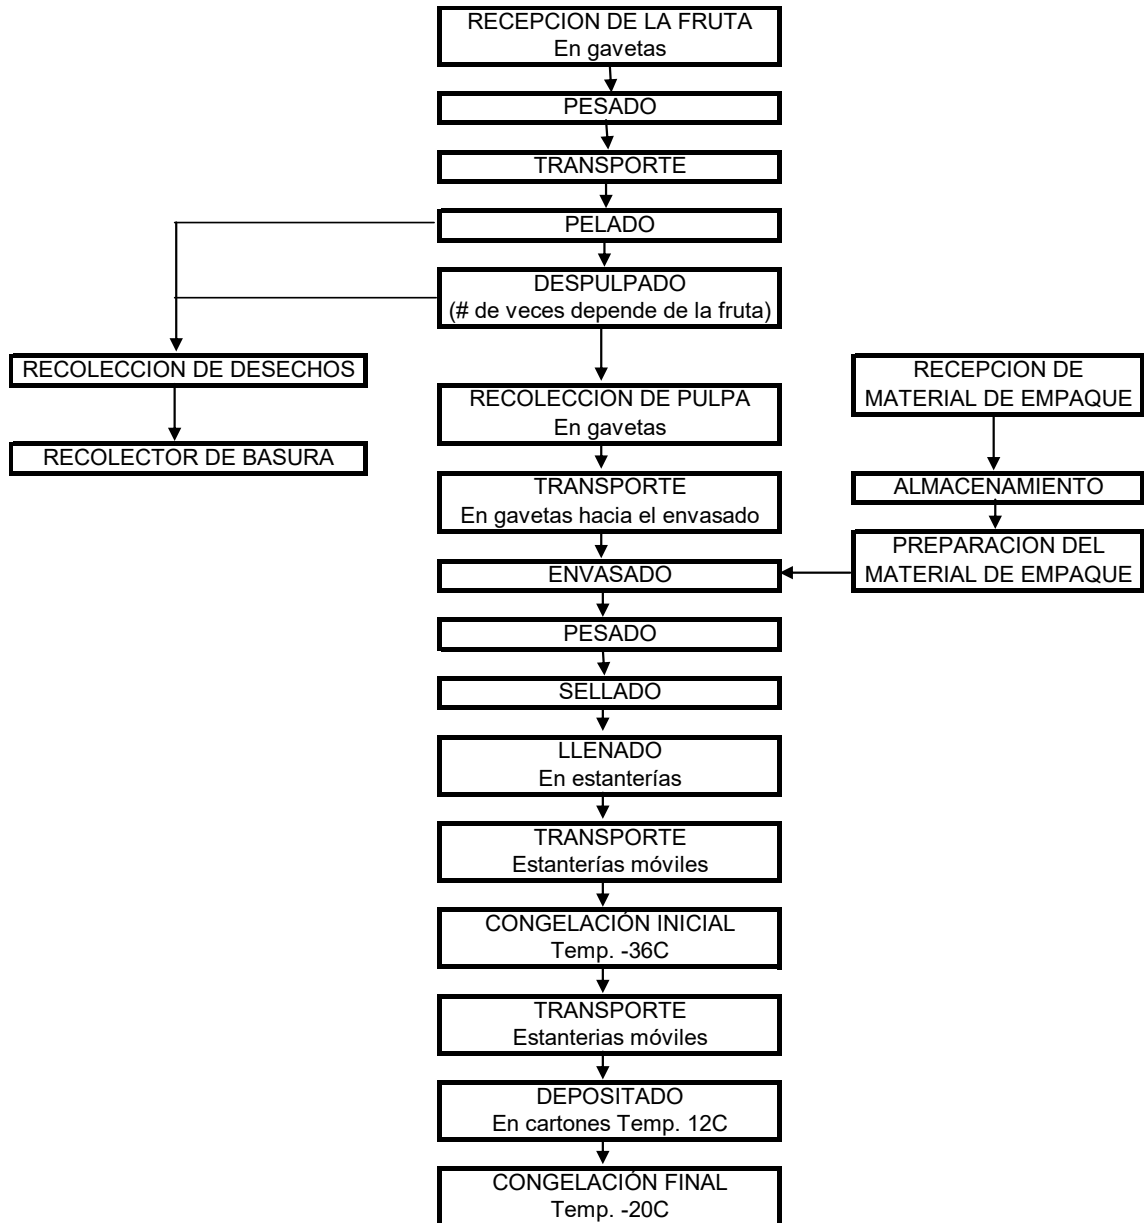 RECEPCION DE LA FRUTA
En gavetas
PESADO
TRANSPORTE
PELADO
DESPULPADO
(# de veces depende de la fruta)
RECOLECCION DE DESECHOS
RECOLECTOR DE BASURA
RECOLECCION DE PULPA
En gavetas
TRANSPORTE
En gavetas hacia el envasado
RECEPCION DE
MATERIAL DE EMPAQUE
ALMACENAMIENTO
PREPARACION DEL
MATERIAL DE EMPAQUE
ENVASADO
PESADO
SELLADO
LLENADO
En estanterías
TRANSPORTE
Estanterías móviles
CONGELACIÓN INICIAL
Temp. -36C
TRANSPORTE
Estanterias móviles
DEPOSITADO
En cartones Temp. 12C
CONGELACIÓN FINAL
Temp. -20C